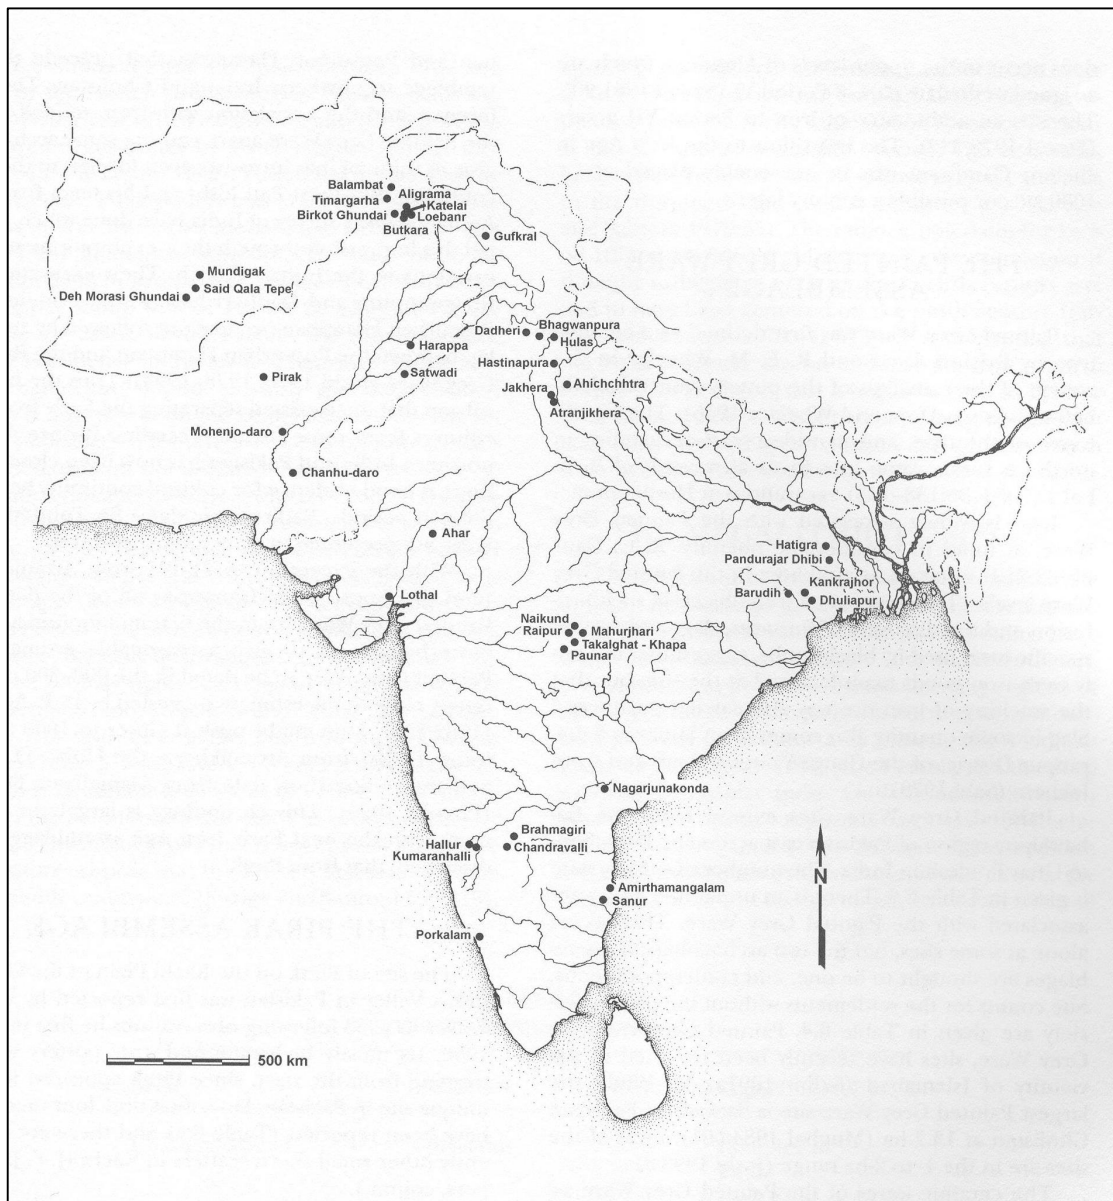 Balambat
Aligrama
Timargarha
Katelai
Birkot Ghundai
Loebanr
Butkara
Gufkral
Mundigak
Said Qala Tepe
Deh Morasi Ghundai
Bhagwanpura
Dadheri
Hulas
Harappa
Hastinapura
Satwadi
Pirak
Ahichchhtra
Jakhera
Atranjikhera
Mohenjo-daro
Chanhu-daro
Ahar
Hatigra
Pandurajar Dhibi
Kankrajhor
Barudih
Dhuliapur
Lothal
Naikund
Raipur
Mahurjhari
Takalghat - Khapa
Paunar
Nagarjunakonda
Brahmagiri
Hallur
Chandravalli
Kumaranhalli
N
Amirthamangalam
Sanur
Porkalam
500 km